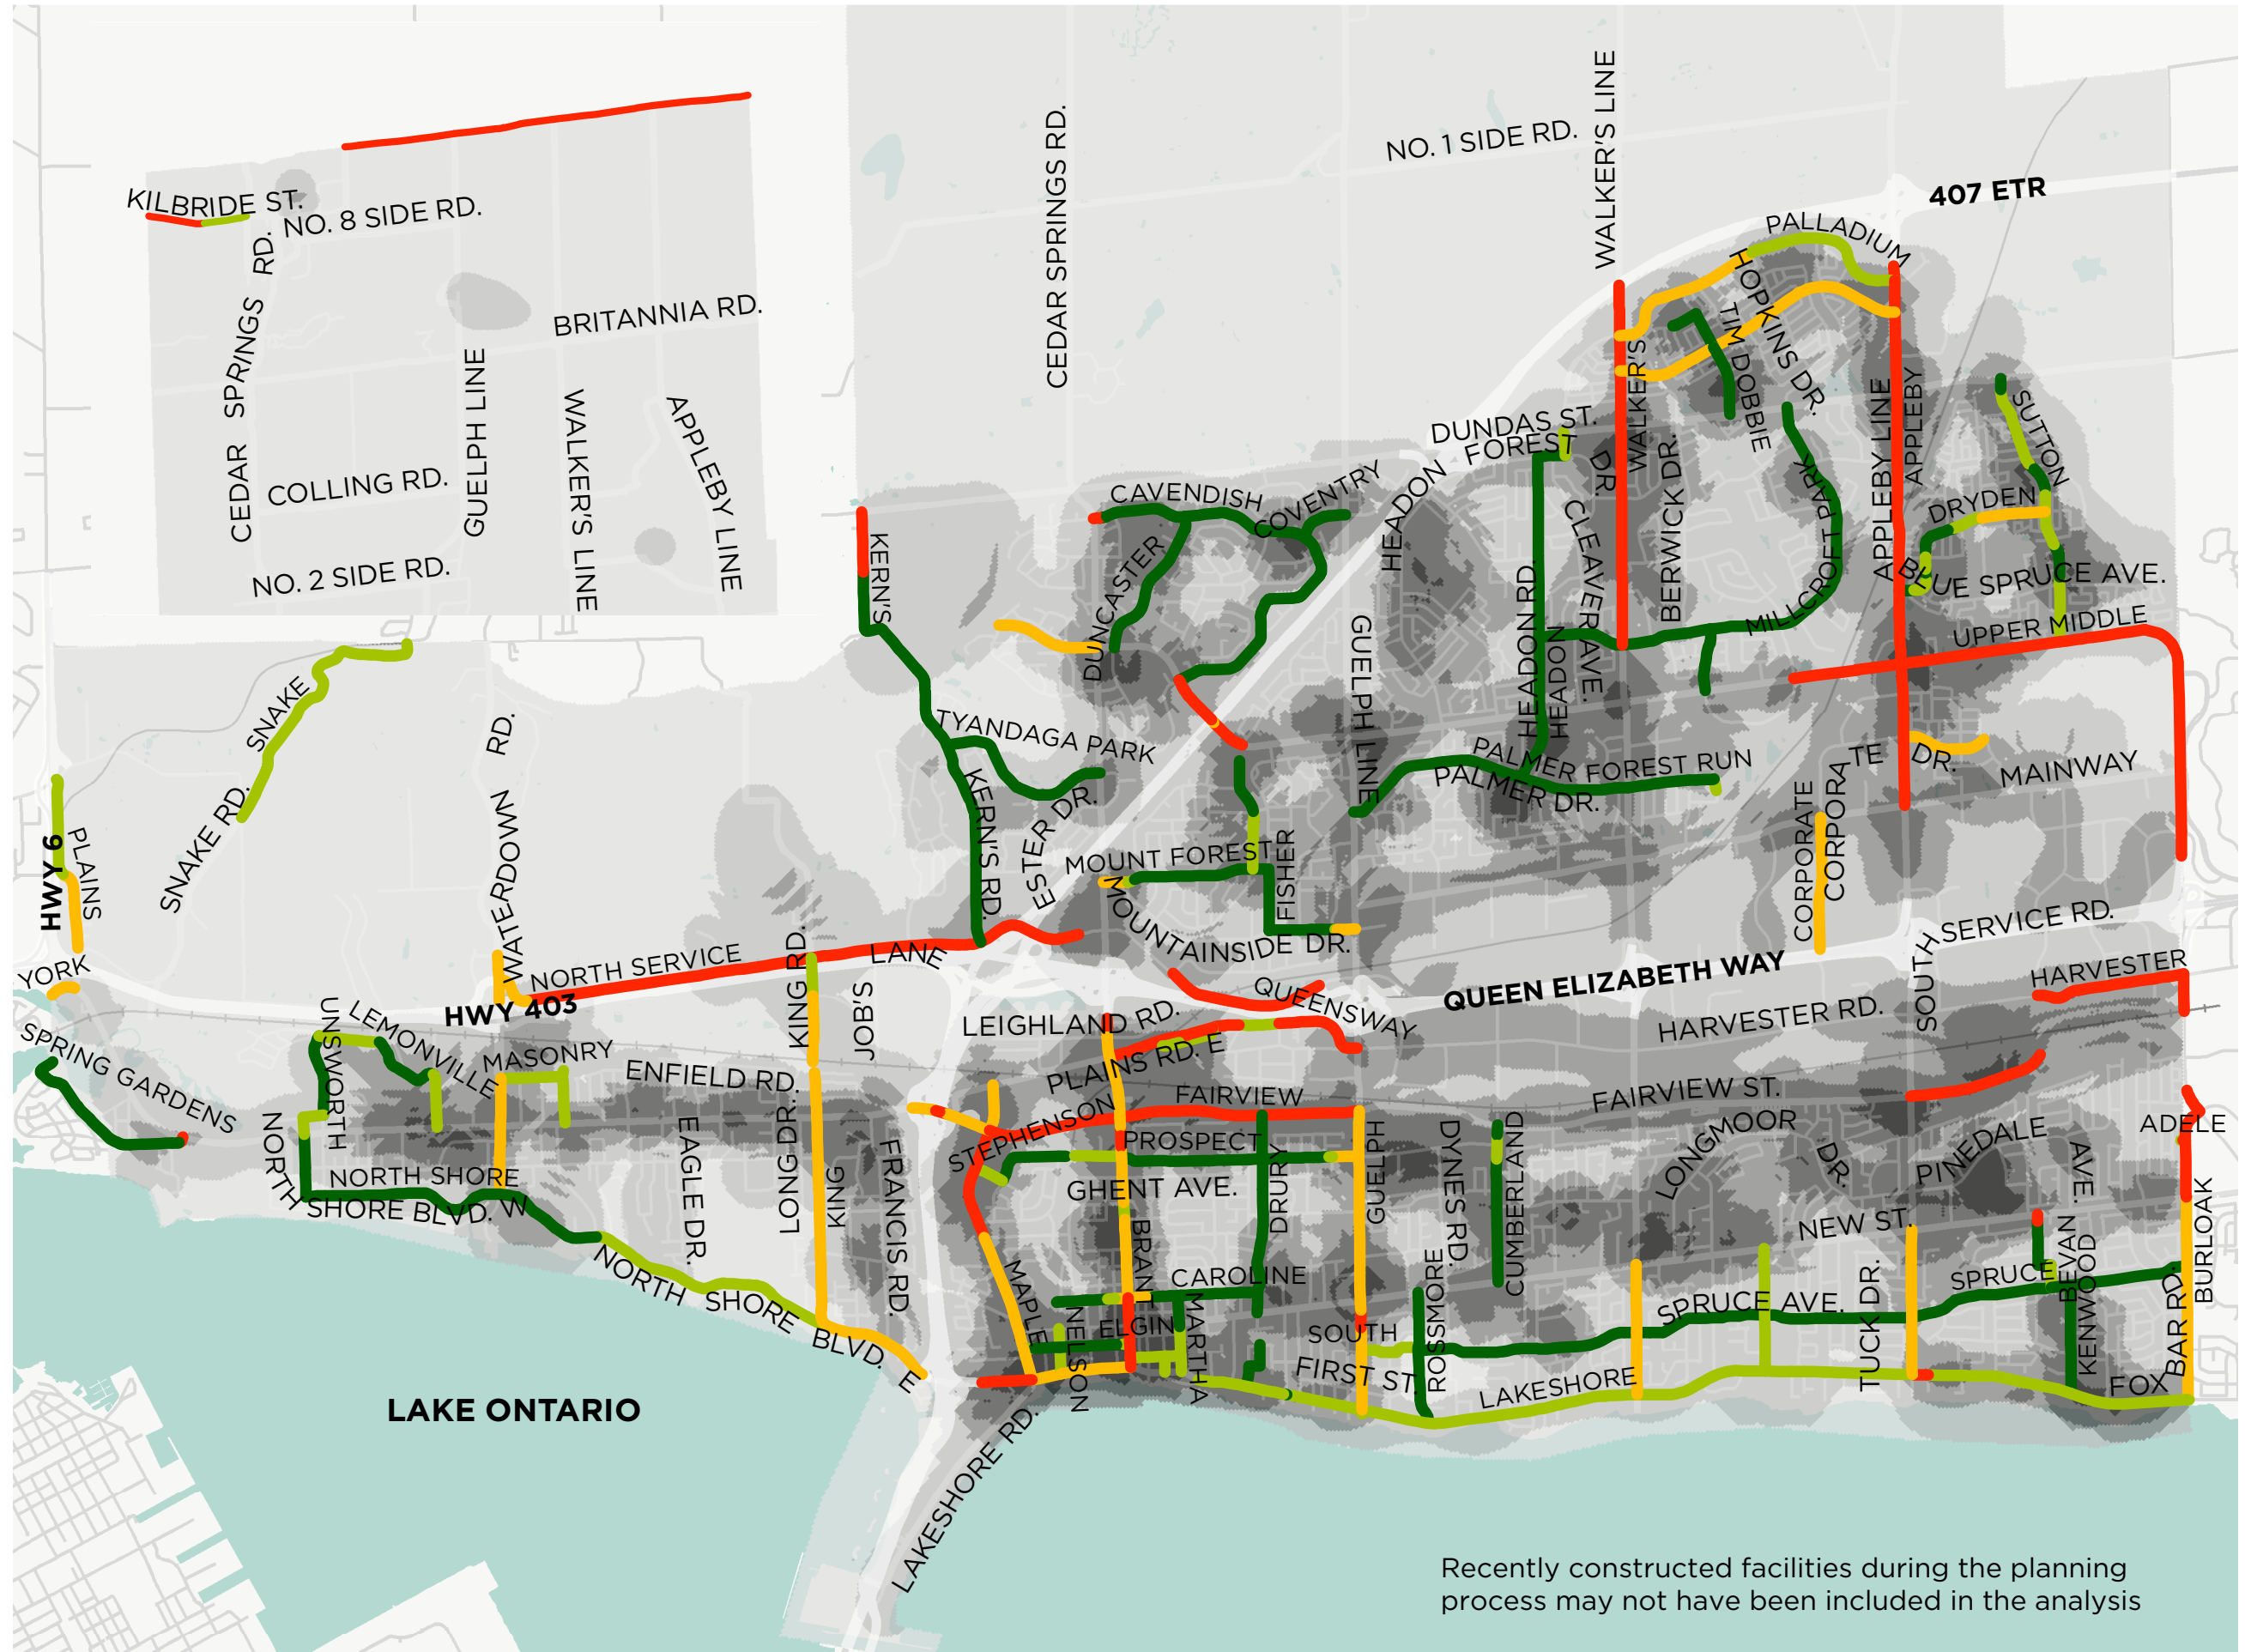 KILBRIDE ST.
NO. 8 SIDE RD.
CEDAR SPRINGS RD.
BRITANNIA RD.
GUELPH LINE
WALKER'S LINE
APPLEBY LINE
COLLING RD.
NO. 2 SIDE RD.
CEDAR SPRINGS RD.
NO. 1 SIDE RD.
WALKER'S LINE
407 ETR
PALLADIUM
HOPKINS DR.
TIM DOBBIE
WALKER'S
APPLEBY LINE
APPLEBY
SUTTON
DRYDEN
BLUE SPRUCE AVE.
UPPER MIDDLE
DUNDAS ST.
FOREST
DR.
HEADON
CLEAVER AVE.
BERWICK DR.
MILLCROFT PARK
HEADON RD.
HEADON
CAVENDISH
COVENTRY
DUNCASTER
KERN'S
GUELPH LINE
TYANDAGA PARK
KERN'S RD.
ESTER DR.
PALMER FOREST RUN
PALMER DR.
CORPORATE DR.
CORPORATE
CORPORATE
MAINWAY
SNAKE
SNAKE RD.
WATERDOWN RD.
HWY 6
PLAINS
YORK
MOUNT FOREST
FISHER
MOUNTAINSIDE DR.
NORTH SERVICE
KING RD.
LANE
JOB'S
HWY 403
QUEENSWAY
QUEEN ELIZABETH WAY
SOUTH SERVICE RD.
HARVESTER
HARVESTER RD.
SPRING GARDENS
UNSWORTH
LEMONVILLE
MASONRY
ENFIELD RD.
LEIGHLAND RD.
PLAINS RD. E
FAIRVIEW
FAIRVIEW ST.
STEPHENSON
PROSPECT
GHENT AVE.
DRURY
GUELPH
DYNES RD.
CUMBERLAND
LONGMOOR DR.
PINEDALE AVE.
ADELE
BURLOAK
NORTH SHORE
NORTH SHORE BLVD. W
EAGLE DR.
LONG DR.
KING
FRANCIS RD.
NORTH SHORE BLVD. E
MAPLE
BRANT
CAROLINE
NELSON
ELGIN
MARTHA
SOUTH
FIRST ST.
ROSSMORE
NEW ST.
SPRUCE AVE.
SPRUCE
BEVAN
KENWOOD
TUCK DR.
LAKESHORE
FOX BAR RD.
LAKESHORE RD.
LAKE ONTARIO
Recently constructed facilities during the planning
process may not have been included in the analysis